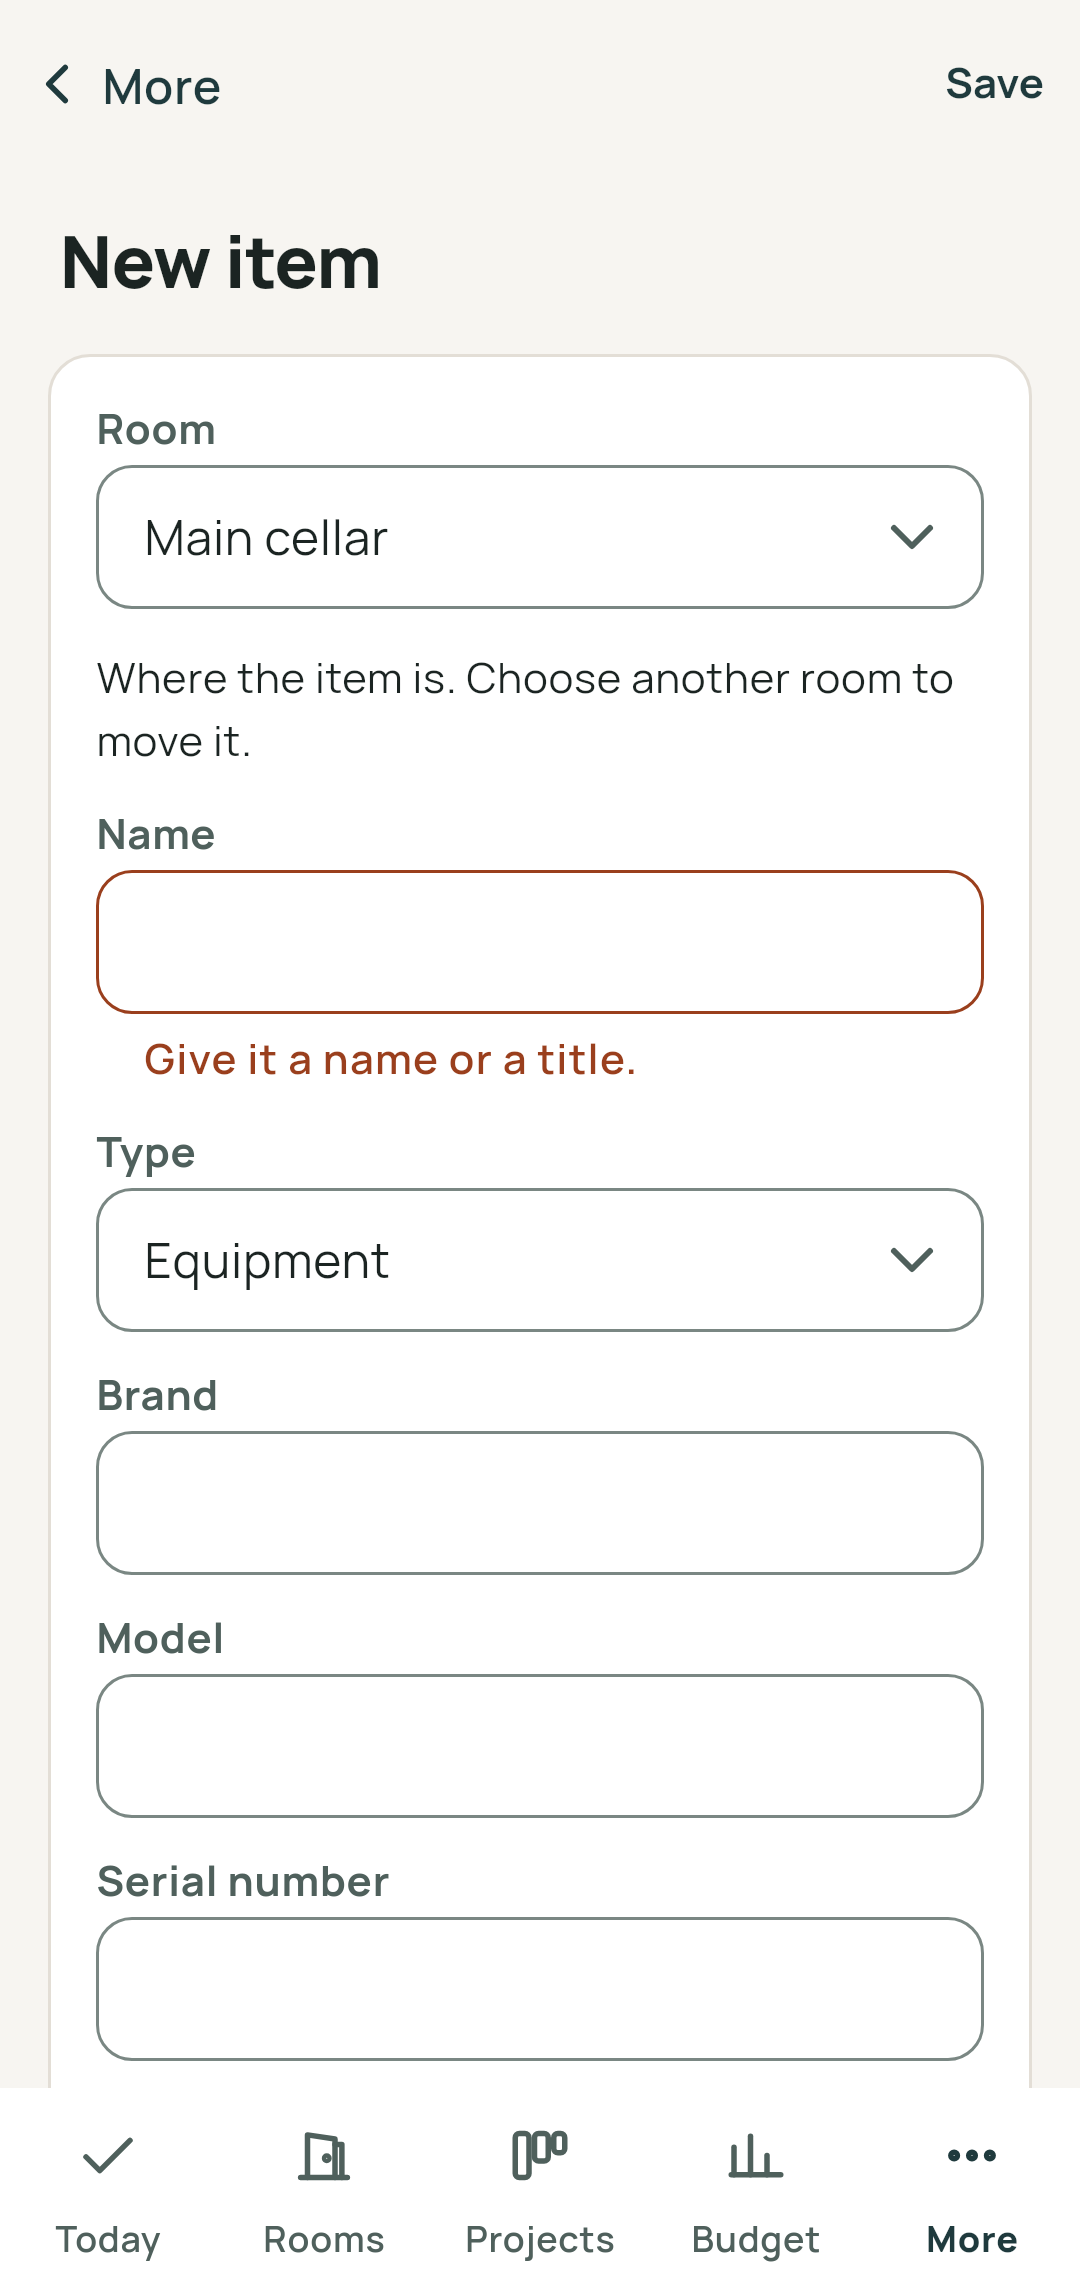 More
Save
New item
Room
Main cellar
Where the item is. Choose another room to
move it.
Name
Give it a name or a title.
Type
Equipment
Brand
Model
Serial number
Today
Rooms
Projects
Budget
More